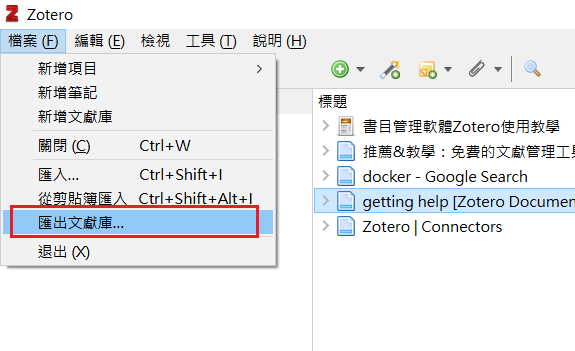 Zotero
檔案 (F) 編輯 (E) 檢視 工具 (T) 說明 (H)
新增項目
新增筆記
新增文獻庫
關閉 (C) Ctrl+W
匯入... Ctrl+Shift+I
從剪貼簿匯入 Ctrl+Shift+Alt+I
匯出文獻庫...
退出 (X)
標題
書目管理軟體Zotero使用教學
推薦&教學：免費的文獻管理工具
docker - Google Search
getting help [Zotero Documen
Zotero | Connectors